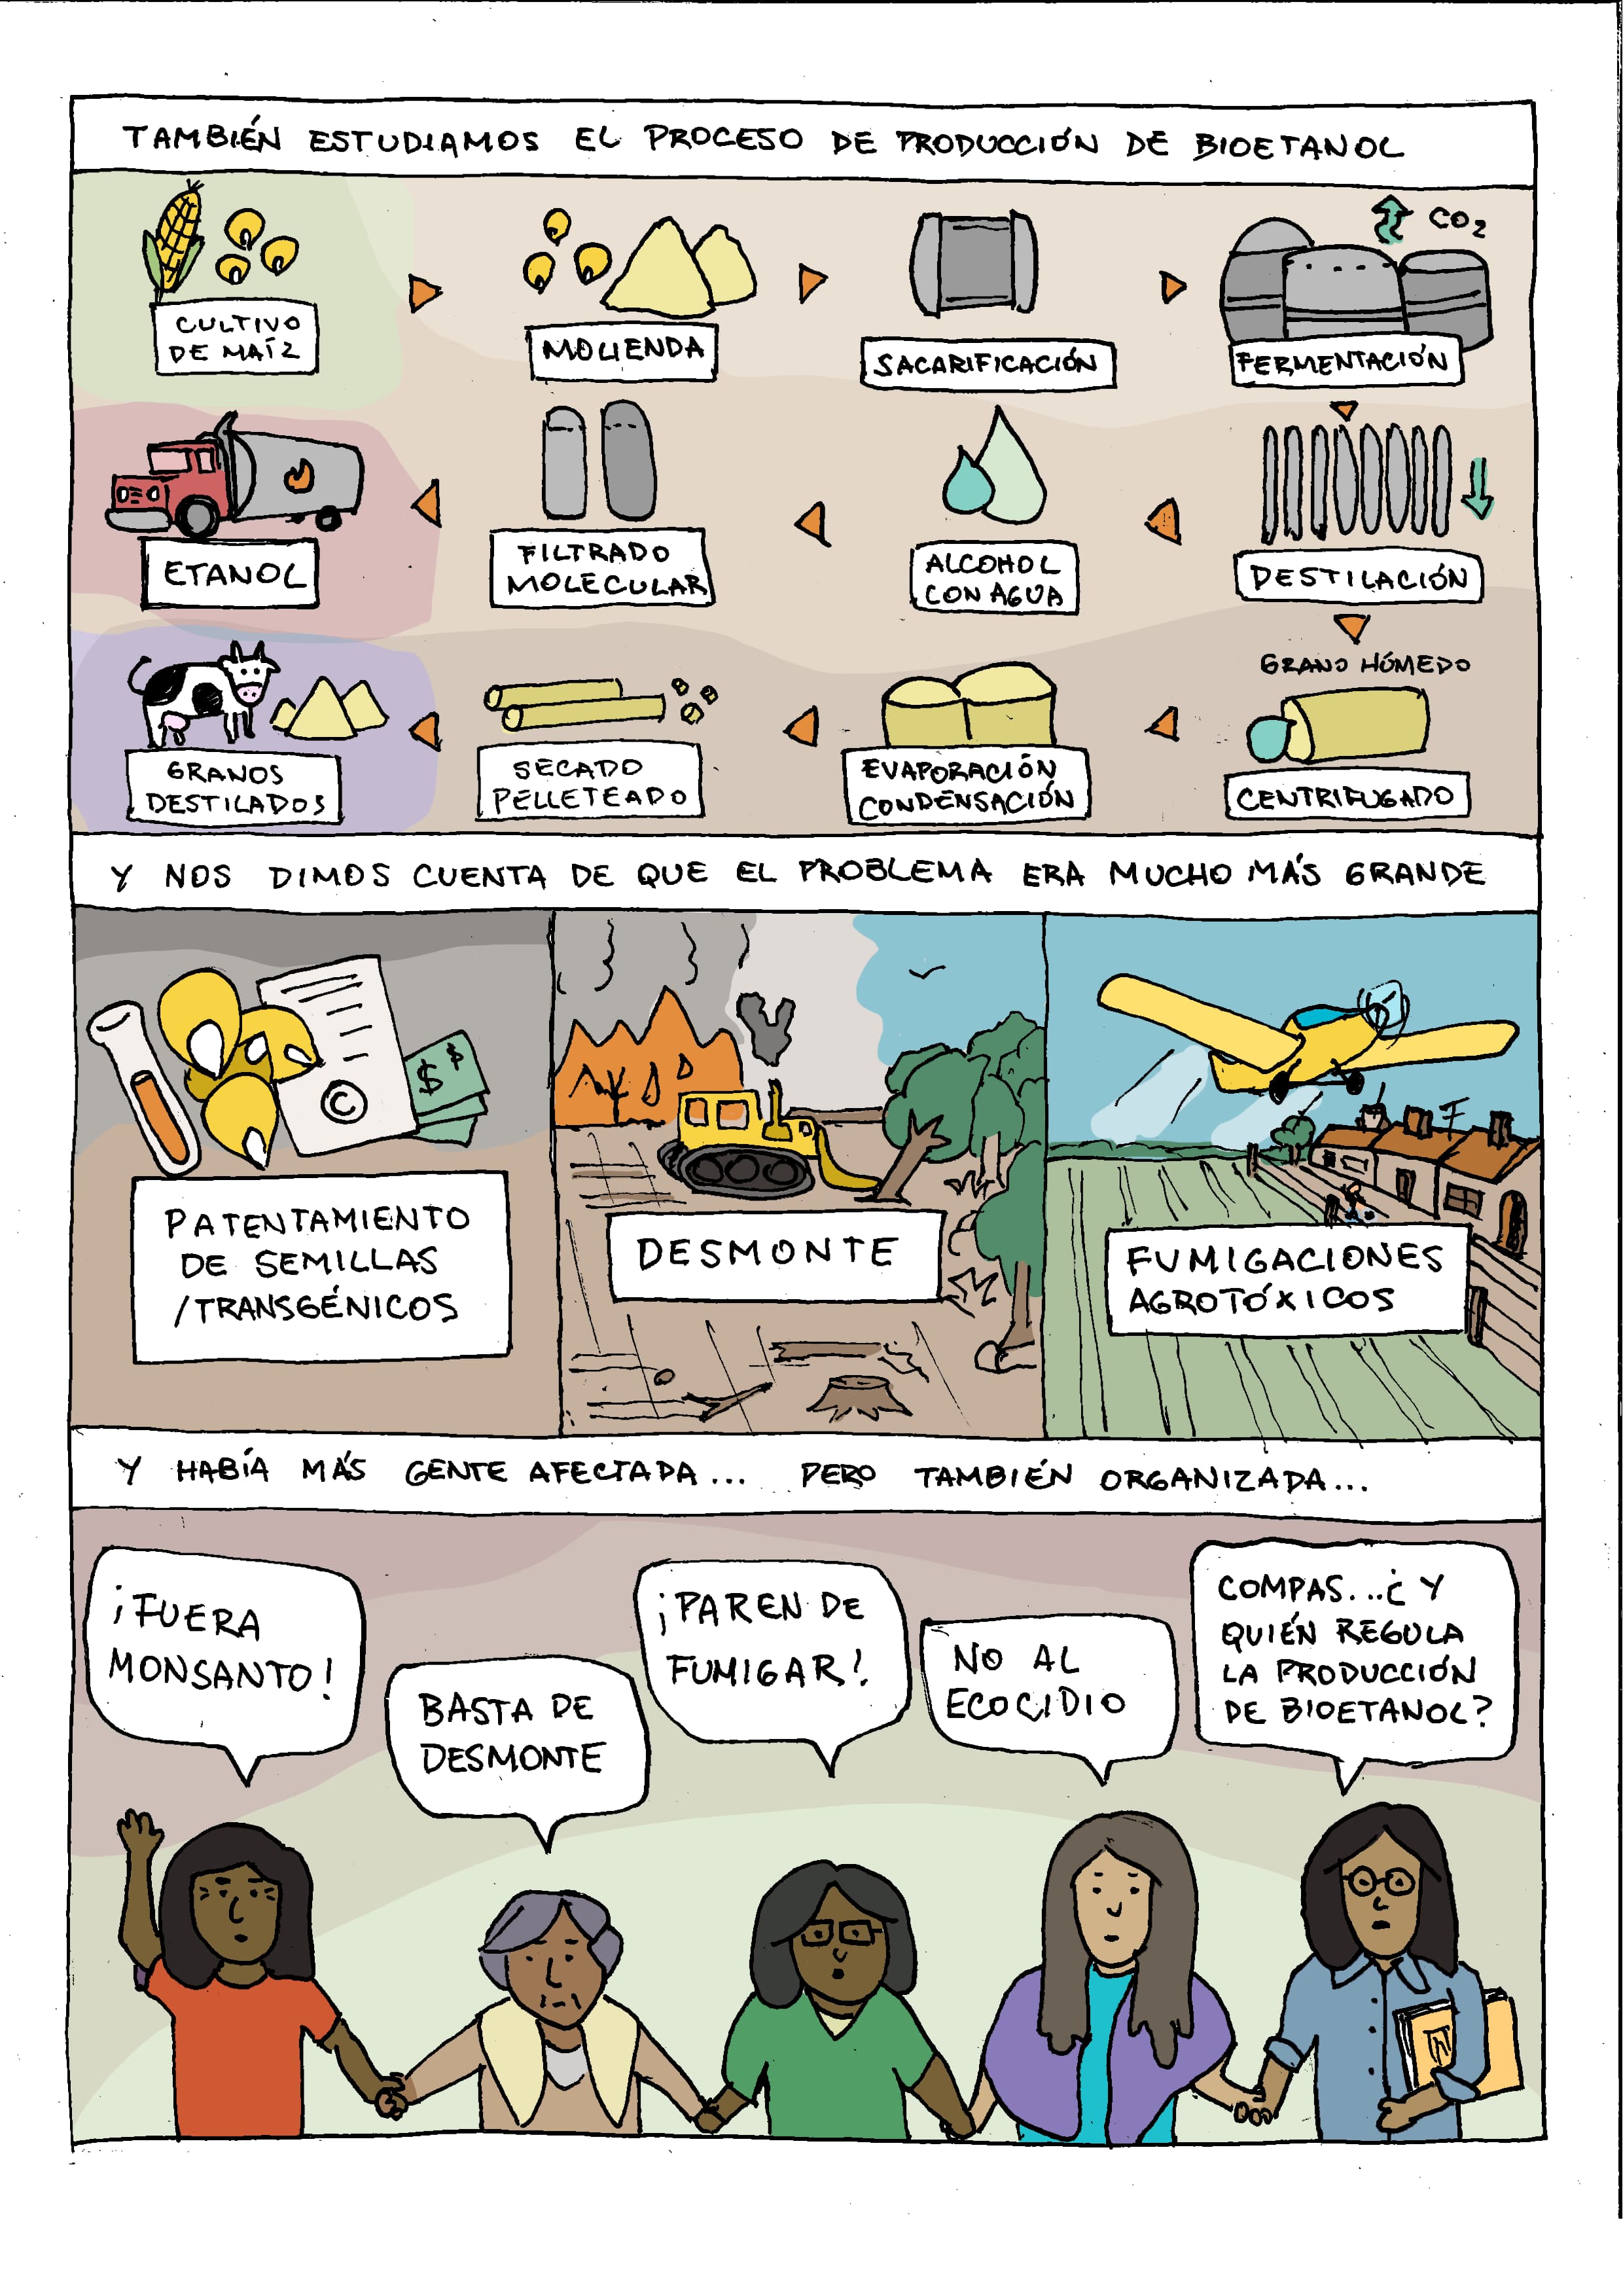 TAMBIÉN ESTUDIAMOS EL PROCESO DE PRODUCCIÓN DE BIOETANOL
CULTIVO
DE MAÍZ
MOLIENDA
SACARIFICACIÓN
CO2
FERMENTACIÓN
ETANOL
FILTRADO
MOLECULAR
ALCOHOL
CON AGUA
DESTILACIÓN
GRANOS
DESTILADOS
SECADO
PELLETEADO
EVAPORACIÓN
CONDENSACIÓN
GRANO HÚMEDO
CENTRIFUGADO
Y NOS DIMOS CUENTA DE QUE EL PROBLEMA ERA MUCHO MÁS GRANDE
©
$ $
PATENTAMIENTO
DE SEMILLAS
/TRANSGÉNICOS
DESMONTE
FUMIGACIONES
AGROTÓXICOS
Y HABÍA MÁS GENTE AFECTADA... PERO TAMBIÉN ORGANIZADA...
¡FUERA
MONSANTO!
BASTA DE
DESMONTE
¡PAREN DE
FUMIGAR!
NO AL
ECOCIDIO
COMPAS...¿Y
QUIÉN REGULA
LA PRODUCCIÓN
DE BIOETANOL?